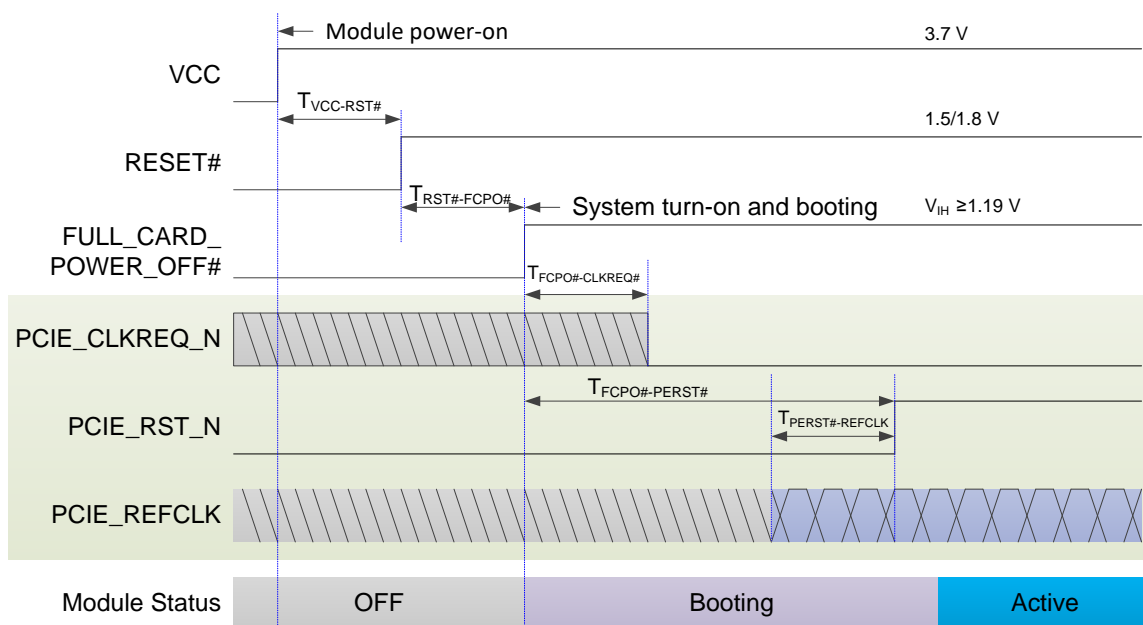 Module power-on
3.7 V
VCC
TVCC-RST#
1.5/1.8 V
RESET#
TRST#-FCPO#
System turn-on and booting
VIH ≥1.19 V
FULL_CARD_
POWER_OFF#
TFCPO#-CLKREQ#
PCIE_CLKREQ_N
TFCPO#-PERST#
TPERST#-REFCLK
PCIE_RST_N
PCIE_REFCLK
Module Status
OFF
Booting
Active